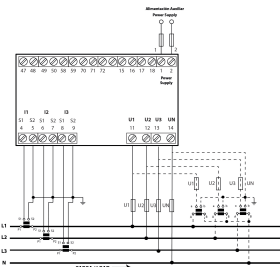 Alimentación Auxiliar
Power Supply
1 2
47 48 49 50 58 59 70 71 72 15 16 17 18 1 2
Power
Supply
I1 I2 I3
S1 S2 S1 S2 S1 S2 U1 U2 U3 UN
4 5 6 7 8 9 11 12 13 14
U1 U2 U3 UN
U1 U2 U3 UN
L1
L2
L3
N